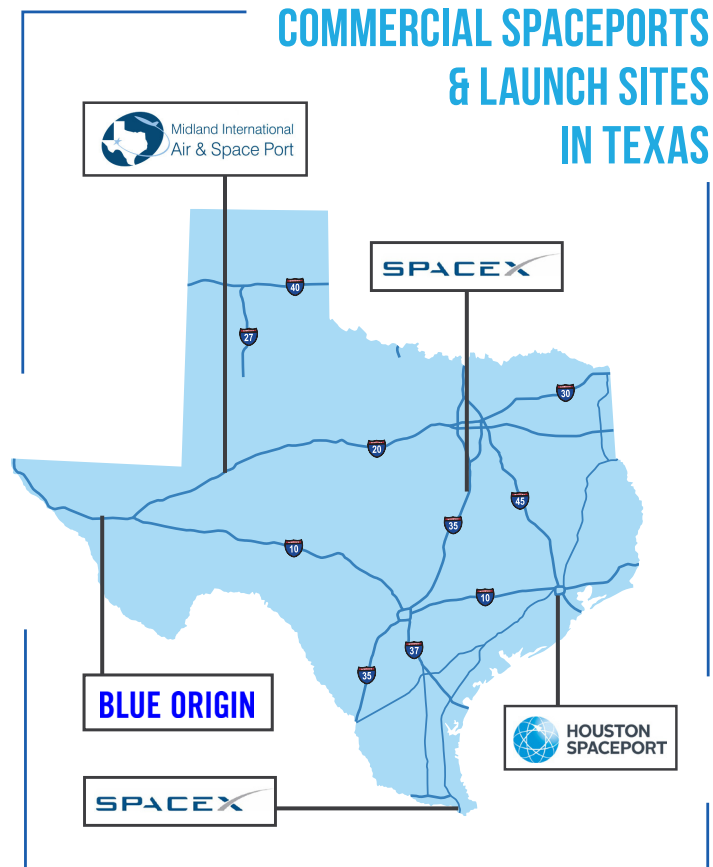 COMMERCIAL SPACEPORTS
& LAUNCH SITES
IN TEXAS
Midland International
Air & Space Port
SPACEX
40
27
30
20
45
35
10
10
37
35
BLUE ORIGIN
HOUSTON
SPACEPORT
SPACEX